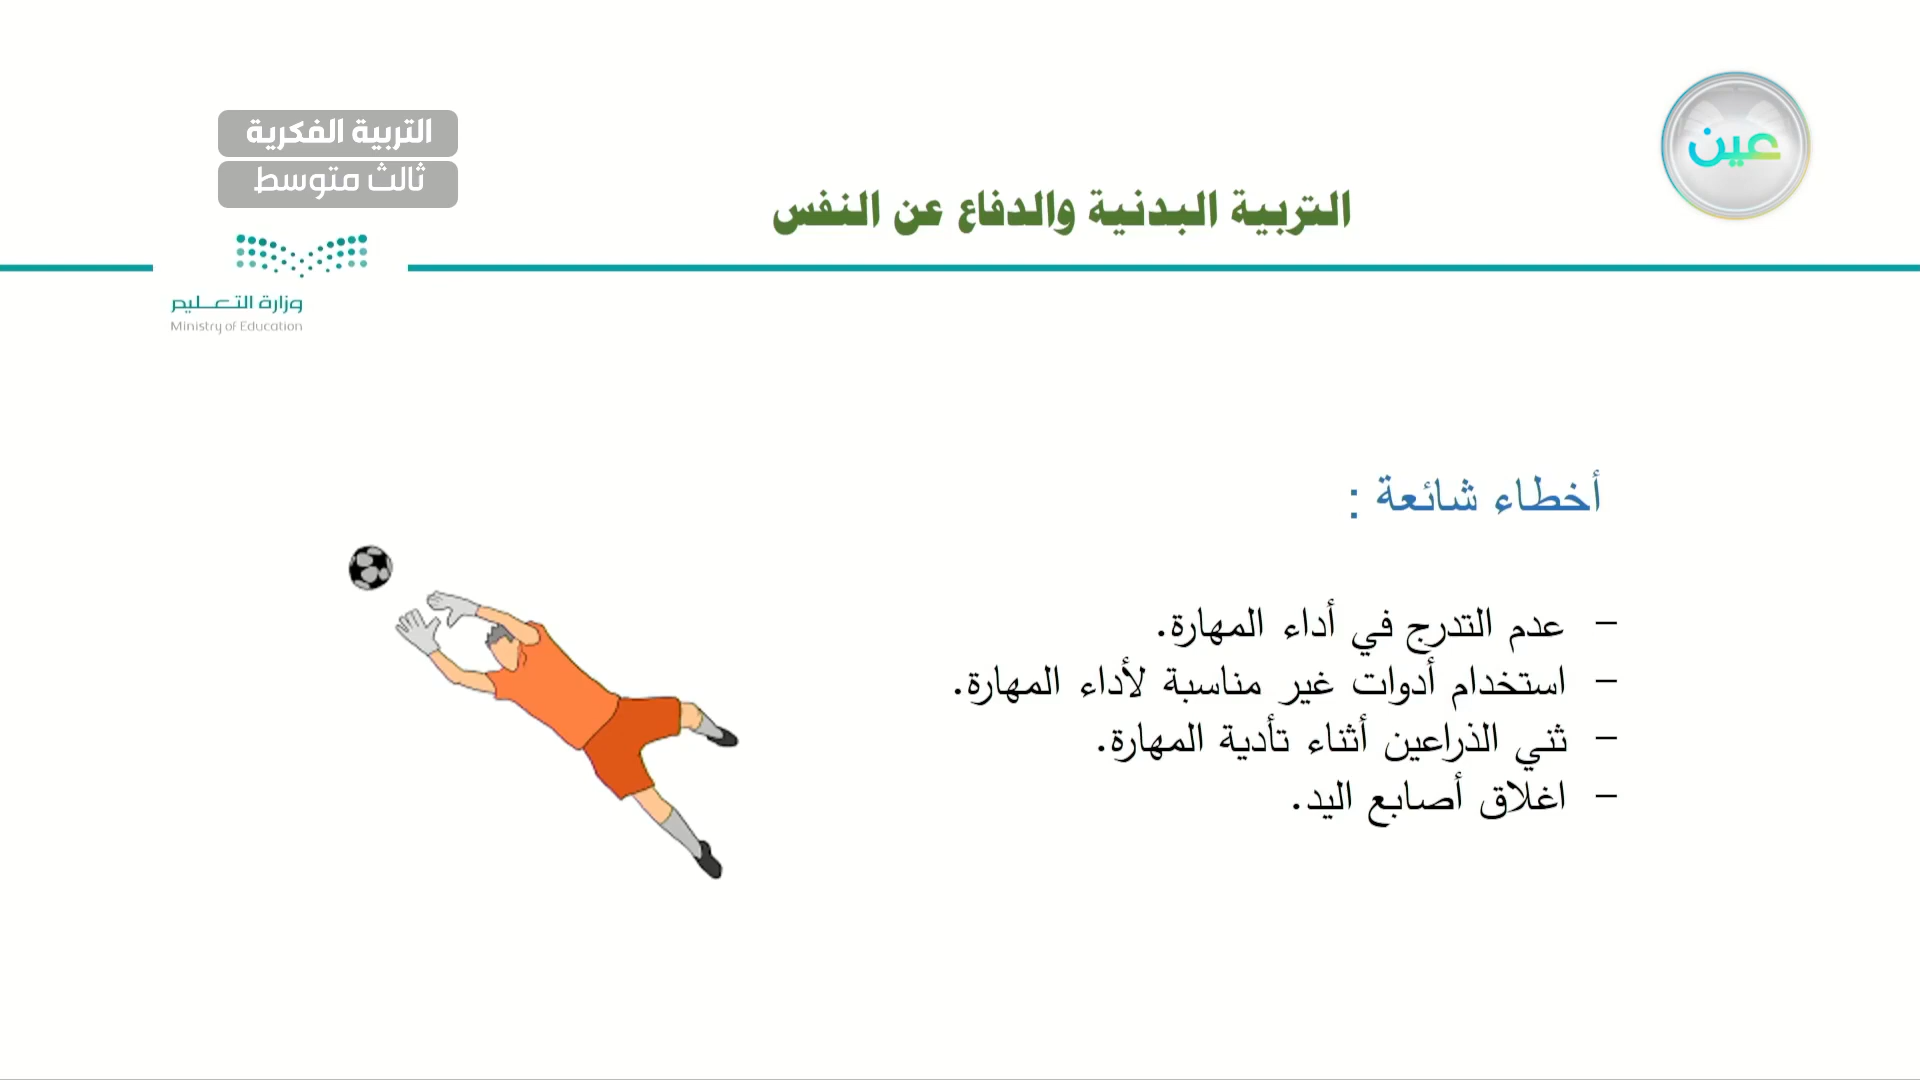 عين
التربية الفكرية
ثالث متوسط
التربية البدنية والدفاع عن النفس
وزارة التعليم
Ministry of Education
أخطاء شائعة :
– عدم التدرج في أداء المهارة.
– استخدام أدوات غير مناسبة لأداء المهارة.
– ثني الذراعين أثناء تأدية المهارة.
– اغلاق أصابع اليد.